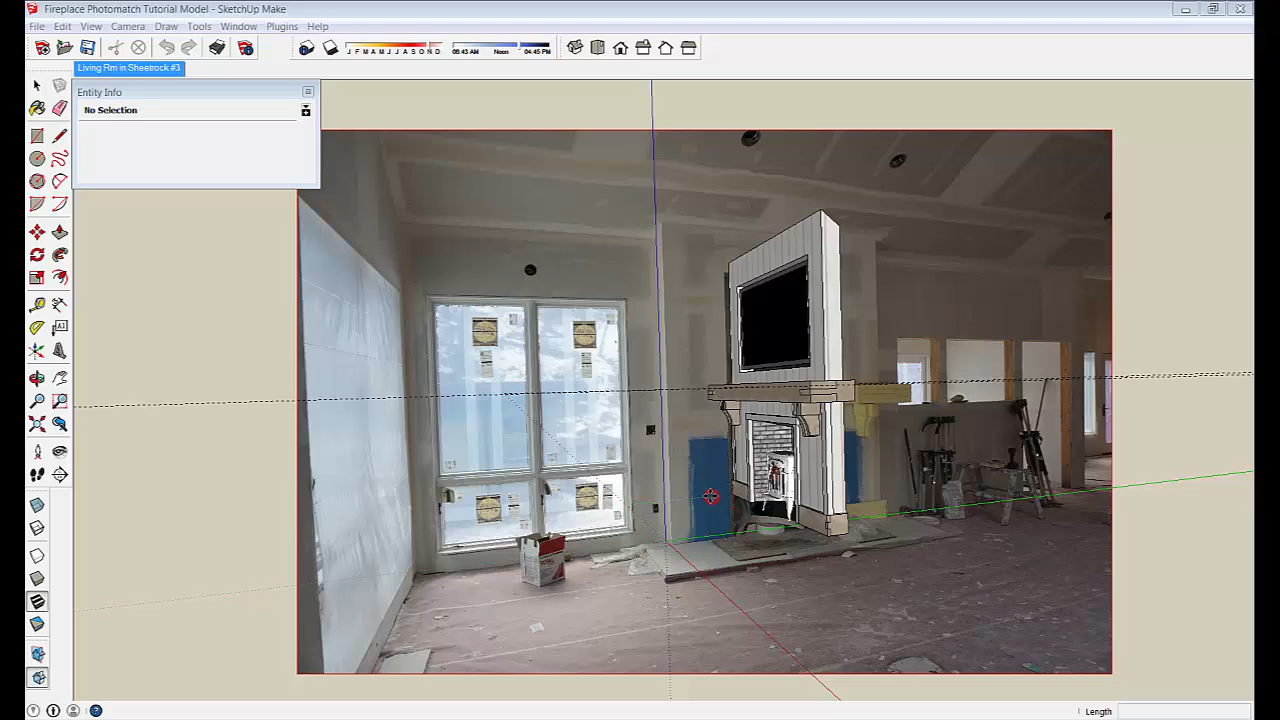 Fireplace Photomatch Tutorial Model - SketchUp Make
File Edit View Camera Draw Tools Window Plugins Help
J F M A M J J A S O N D
06:43 AM Noon 04:45 PM
Living Rm in Sheetrock #3
Entity Info
No Selection
Length